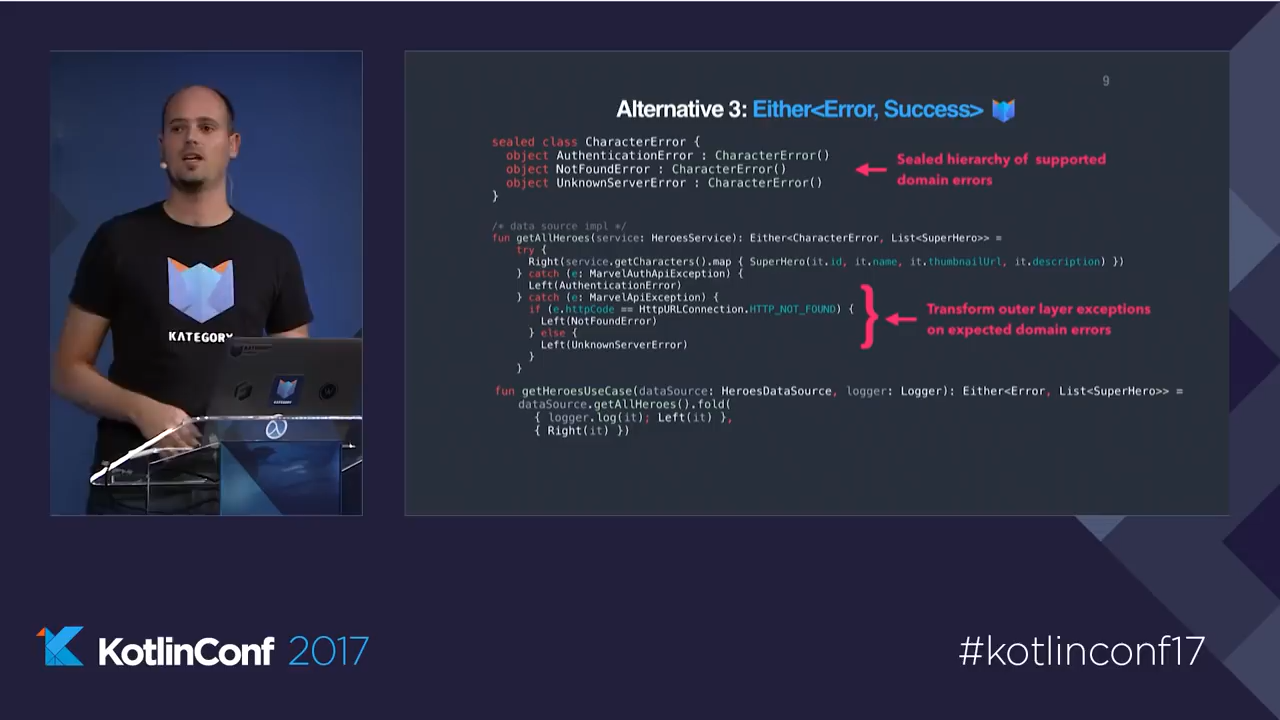 KATEGORY
9
Alternative 3: Either<Error, Success>
sealed class CharacterError {
object AuthenticationError : CharacterError()
object NotFoundError : CharacterError()
object UnknownServerError : CharacterError()
}
Sealed hierarchy of supported
domain errors
/* data source impl */
fun getAllHeroes(service: HeroesService): Either<CharacterError, List<SuperHero>> =
try {
Right(service.getCharacters().map { SuperHero(it.id, it.name, it.thumbnailUrl, it.description) })
} catch (e: MarvelAuthApiException) {
Left(AuthenticationError)
} catch (e: MarvelApiException) {
if (e.httpCode == HttpURLConnection.HTTP_NOT_FOUND) {
Left(NotFoundError)
} else {
Left(UnknownServerError)
}
}
Transform outer layer exceptions
on expected domain errors
fun getHeroesUseCase(dataSource: HeroesDataSource, logger: Logger): Either<Error, List<SuperHero>> =
dataSource.getAllHeroes().fold(
{ logger.log(it); Left(it) },
{ Right(it) })
KotlinConf 2017
#kotlinconf17